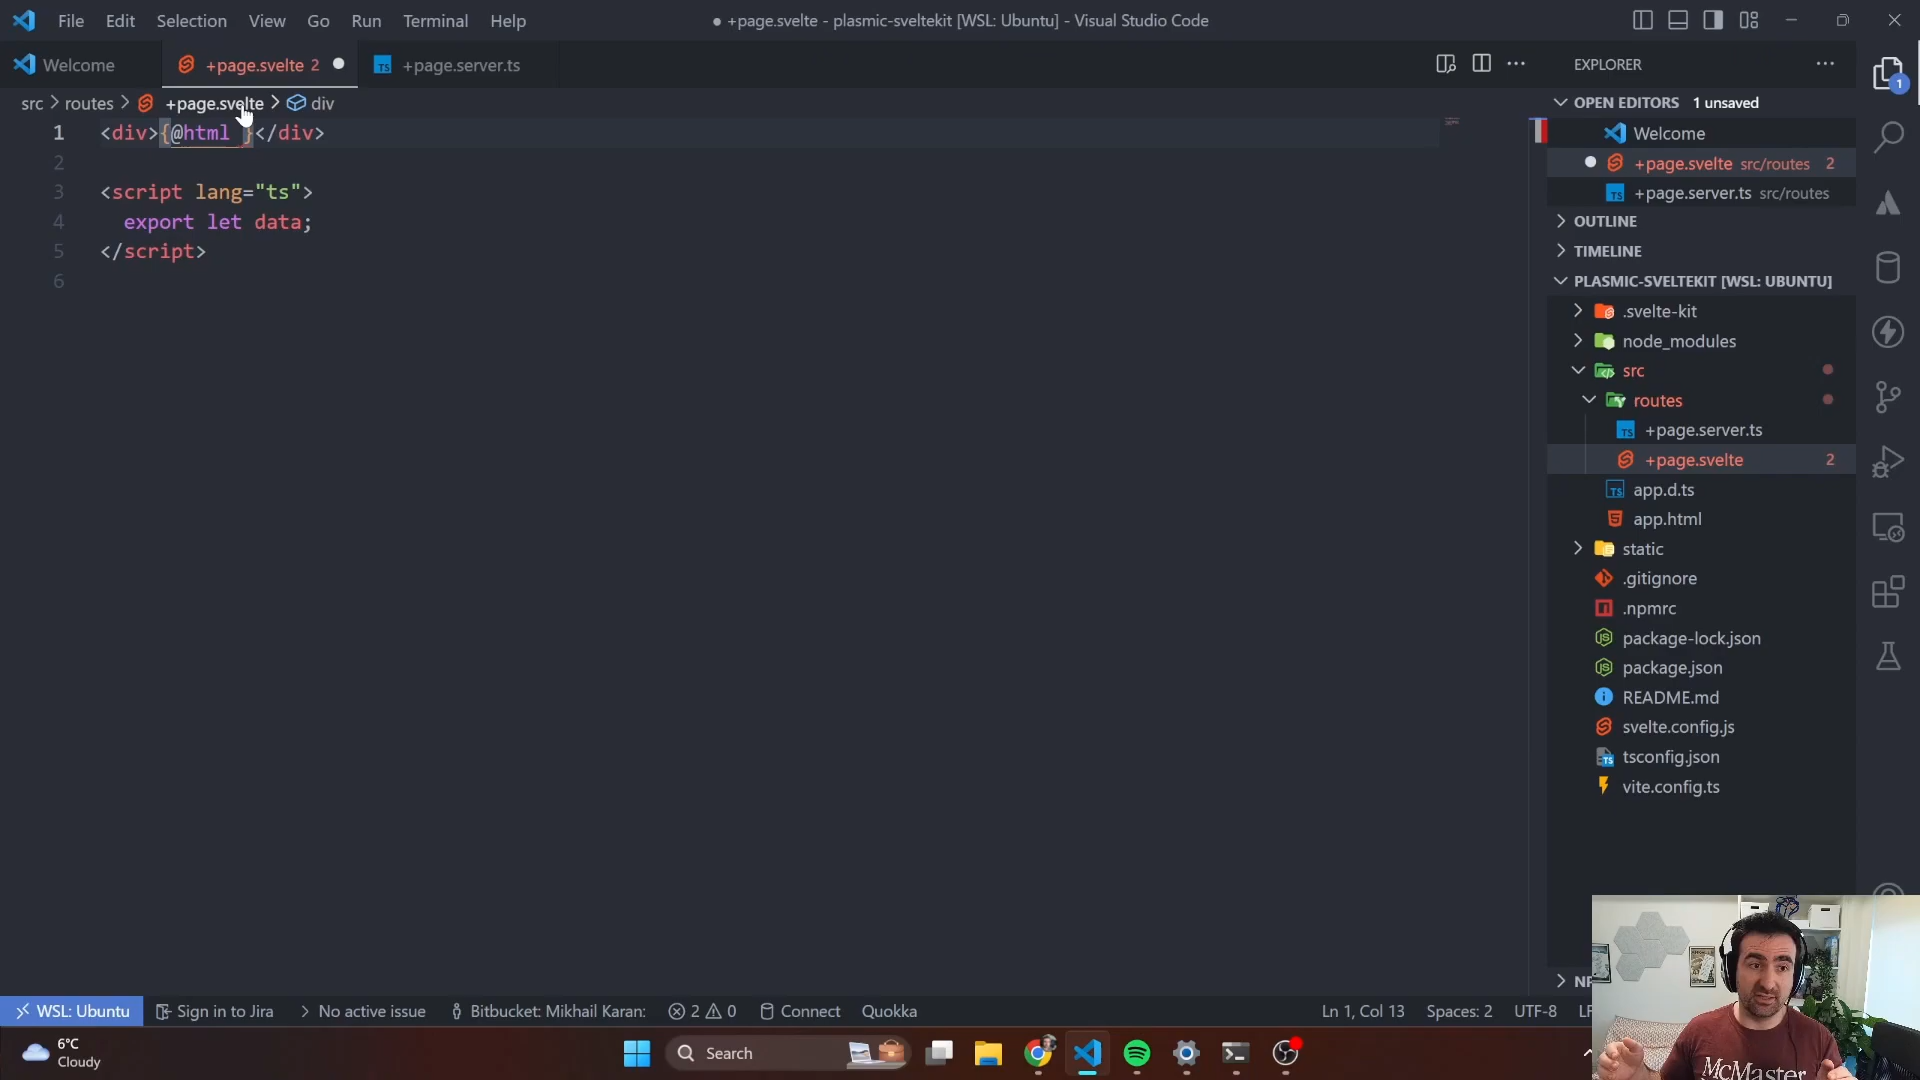 File Edit Selection View Go Run Terminal Help
● +page.svelte - plasmic-sveltekit [WSL: Ubuntu] - Visual Studio Code
Welcome
+page.svelte 2
TS +page.server.ts
src > routes > +page.svelte > div
1 <div>{@html }</div>
2
3 <script lang="ts">
4 export let data;
5 </script>
6
EXPLORER
OPEN EDITORS 1 unsaved
Welcome
+page.svelte src/routes 2
TS +page.server.ts src/routes
OUTLINE
TIMELINE
PLASMIC-SVELTEKIT [WSL: UBUNTU]
.svelte-kit
node_modules
src
routes
TS +page.server.ts
+page.svelte 2
TS app.d.ts
app.html
static
.gitignore
.npmrc
package-lock.json
package.json
README.md
svelte.config.js
TS tsconfig.json
vite.config.ts
1
WSL: Ubuntu
Sign in to Jira
No active issue
Bitbucket: Mikhail Karan:
2 0
Connect
Quokka
Ln 1, Col 13
Spaces: 2
UTF-8
6°C
Cloudy
Search
McMaster